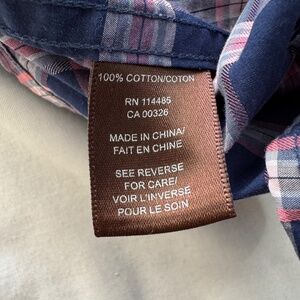 100% COTTON/COTON
RN 114485
CA 00326
MADE IN CHINA/
FAIT EN CHINE
SEE REVERSE
FOR CARE/
VOIR L'INVERSE
POUR LE SOIN